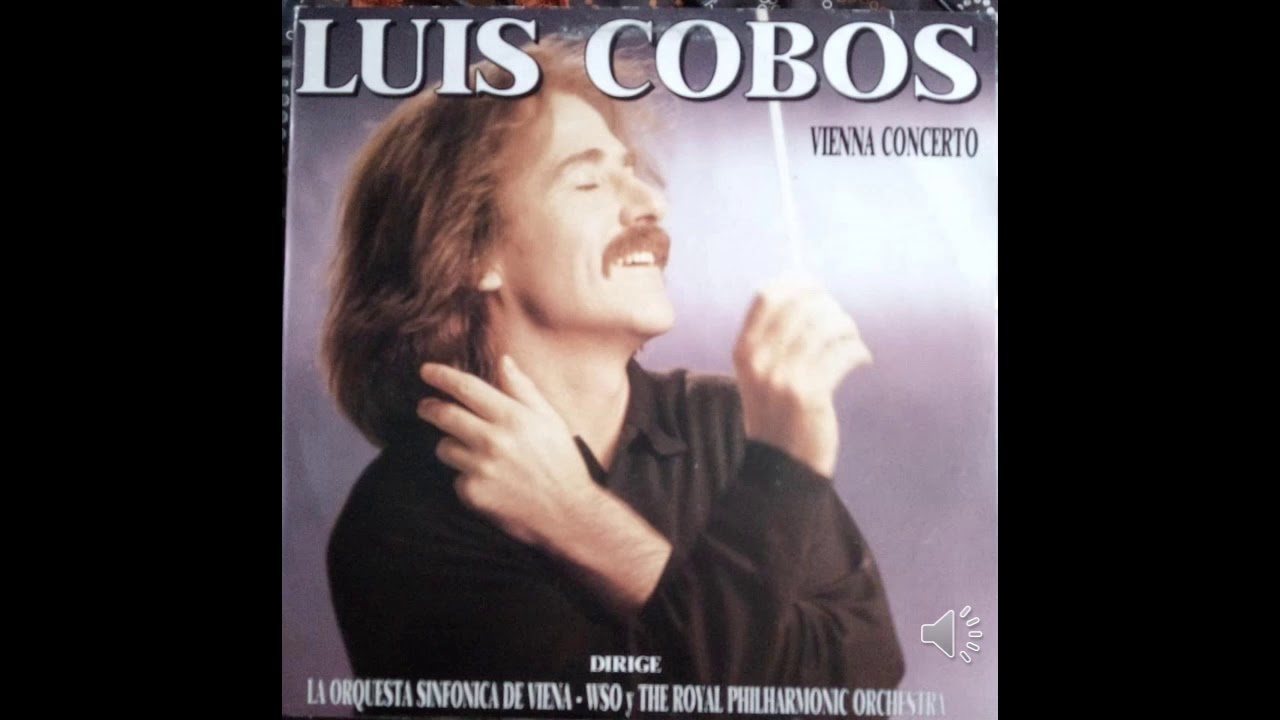 LUIS COBOS
VIENNA CONCERTO
DIRIGE
LA ORQUESTA SINFONICA DE VIENA - WSO y THE ROYAL PHILHARMONIC ORCHESTRA